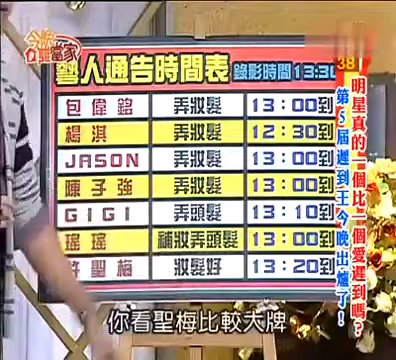 今晚
誰當家
38
藝人通告時間表 錄影時間13:30
包偉銘 弄妝髮 13:00到
楊淇 弄妝髮 12:30到
JASON 弄妝髮 13:00到
陳子強 弄妝髮 13:00到
GIGI 弄頭髮 13:10到
瑤瑤 補妝弄頭髮 13:00到
許聖梅 妝髮好 13:20到
明星真的一個比一個愛遲到嗎?
第5屆遲到王今晚出爐了!
你看聖梅比較大牌